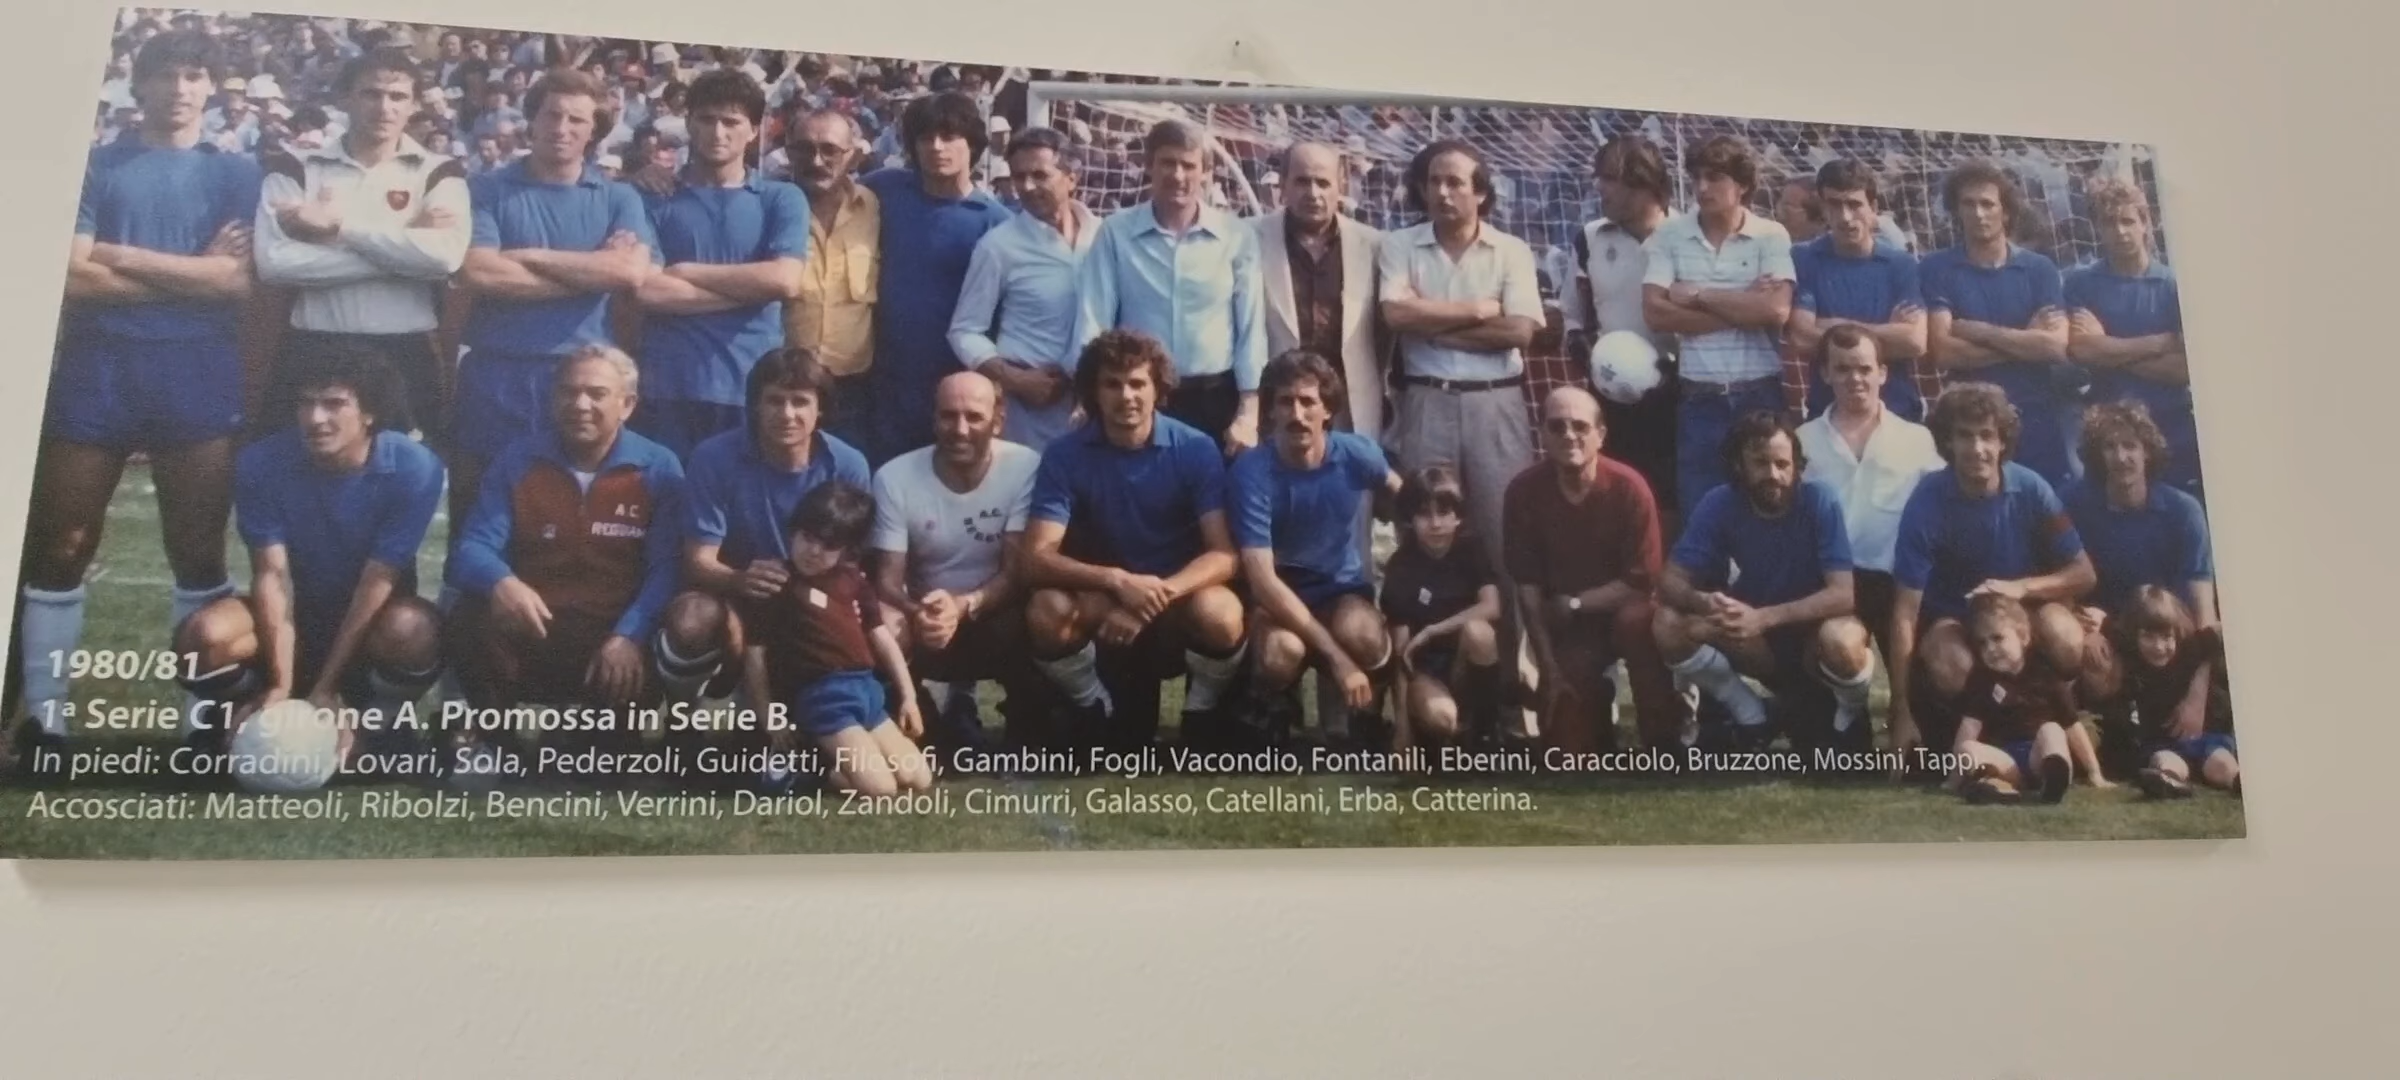 A.C.
REGGIANA
A.C.
1980/81
1ª Serie C1, girone A. Promossa in Serie B.
In piedi: Corradini, Lovari, Sola, Pederzoli, Guidetti, Filosofi, Gambini, Fogli, Vacondio, Fontanili, Eberini, Caracciolo, Bruzzone, Mossini, Tappi.
Accosciati: Matteoli, Ribolzi, Bencini, Verrini, Dariol, Zandoli, Cimurri, Galasso, Catellani, Erba, Catterina.